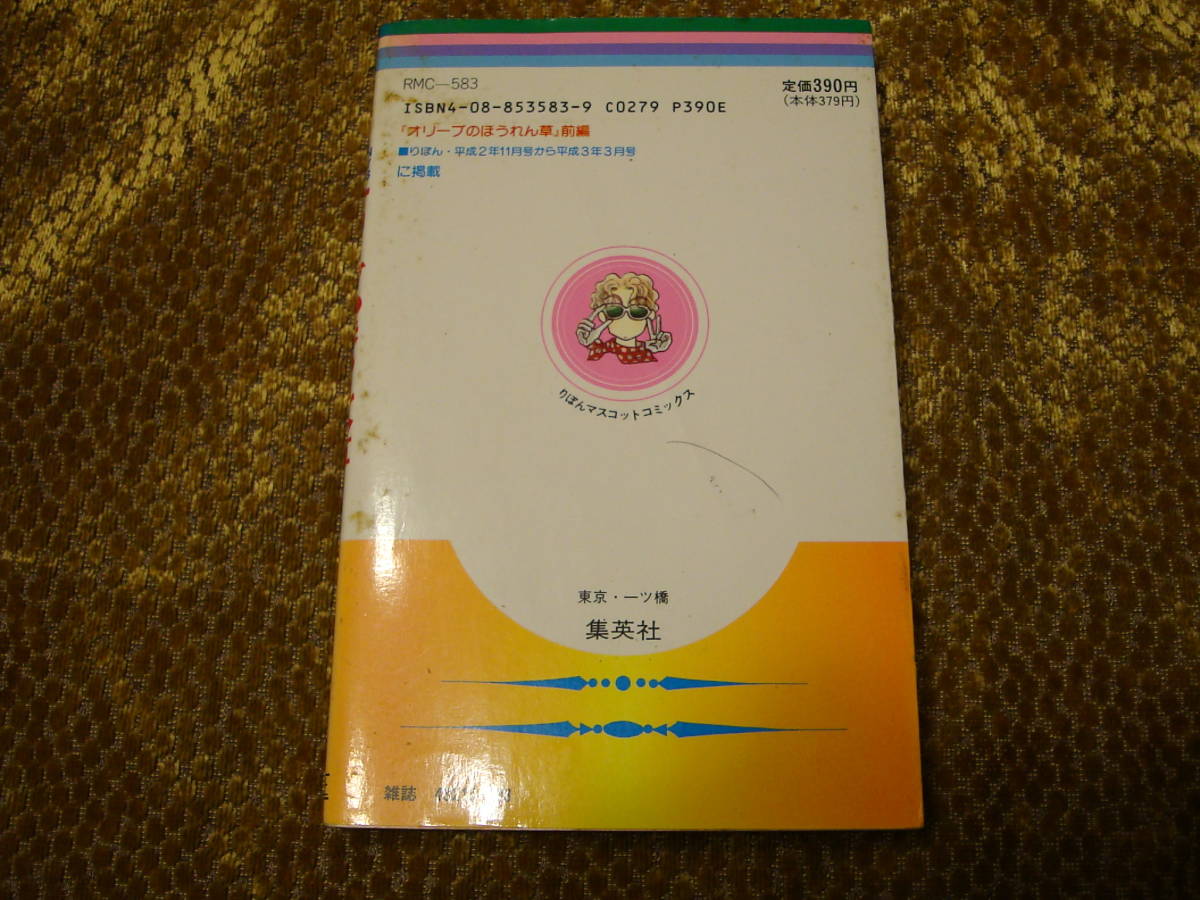 RMC—583
ISBN4-08-853583-9 C0279 P390E
定価390円
(本体379円)
『オリーブのほうれん草』前編
■りぼん・平成2年11月号から平成3年3月号
に掲載
りぼんマスコットコミックス
東京・一ツ橋
集英社
雑誌